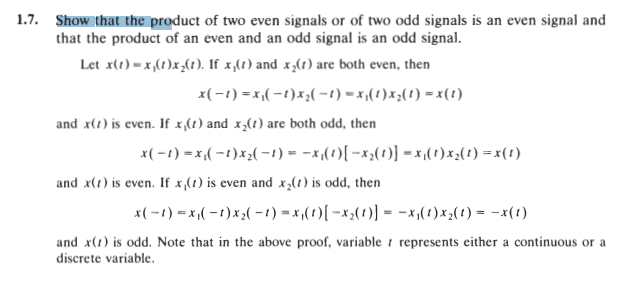 1.7. Show that the product of two even signals or of two odd signals is an even signal and
that the product of an even and an odd signal is an odd signal.
Let x(t) = x₁(t)x₂(t). If x₁(t) and x₂(t) are both even, then
x(−t) = x₁(−t)x₂(−t) = x₁(t)x₂(t) = x(t)
and x(t) is even. If x₁(t) and x₂(t) are both odd, then
x(−t) = x₁(−t)x₂(−t) = −x₁(t)[−x₂(t)] = x₁(t)x₂(t) = x(t)
and x(t) is even. If x₁(t) is even and x₂(t) is odd, then
x(−t) = x₁(−t)x₂(−t) = x₁(t)[−x₂(t)] = −x₁(t)x₂(t) = −x(t)
and x(t) is odd. Note that in the above proof, variable t represents either a continuous or a
discrete variable.